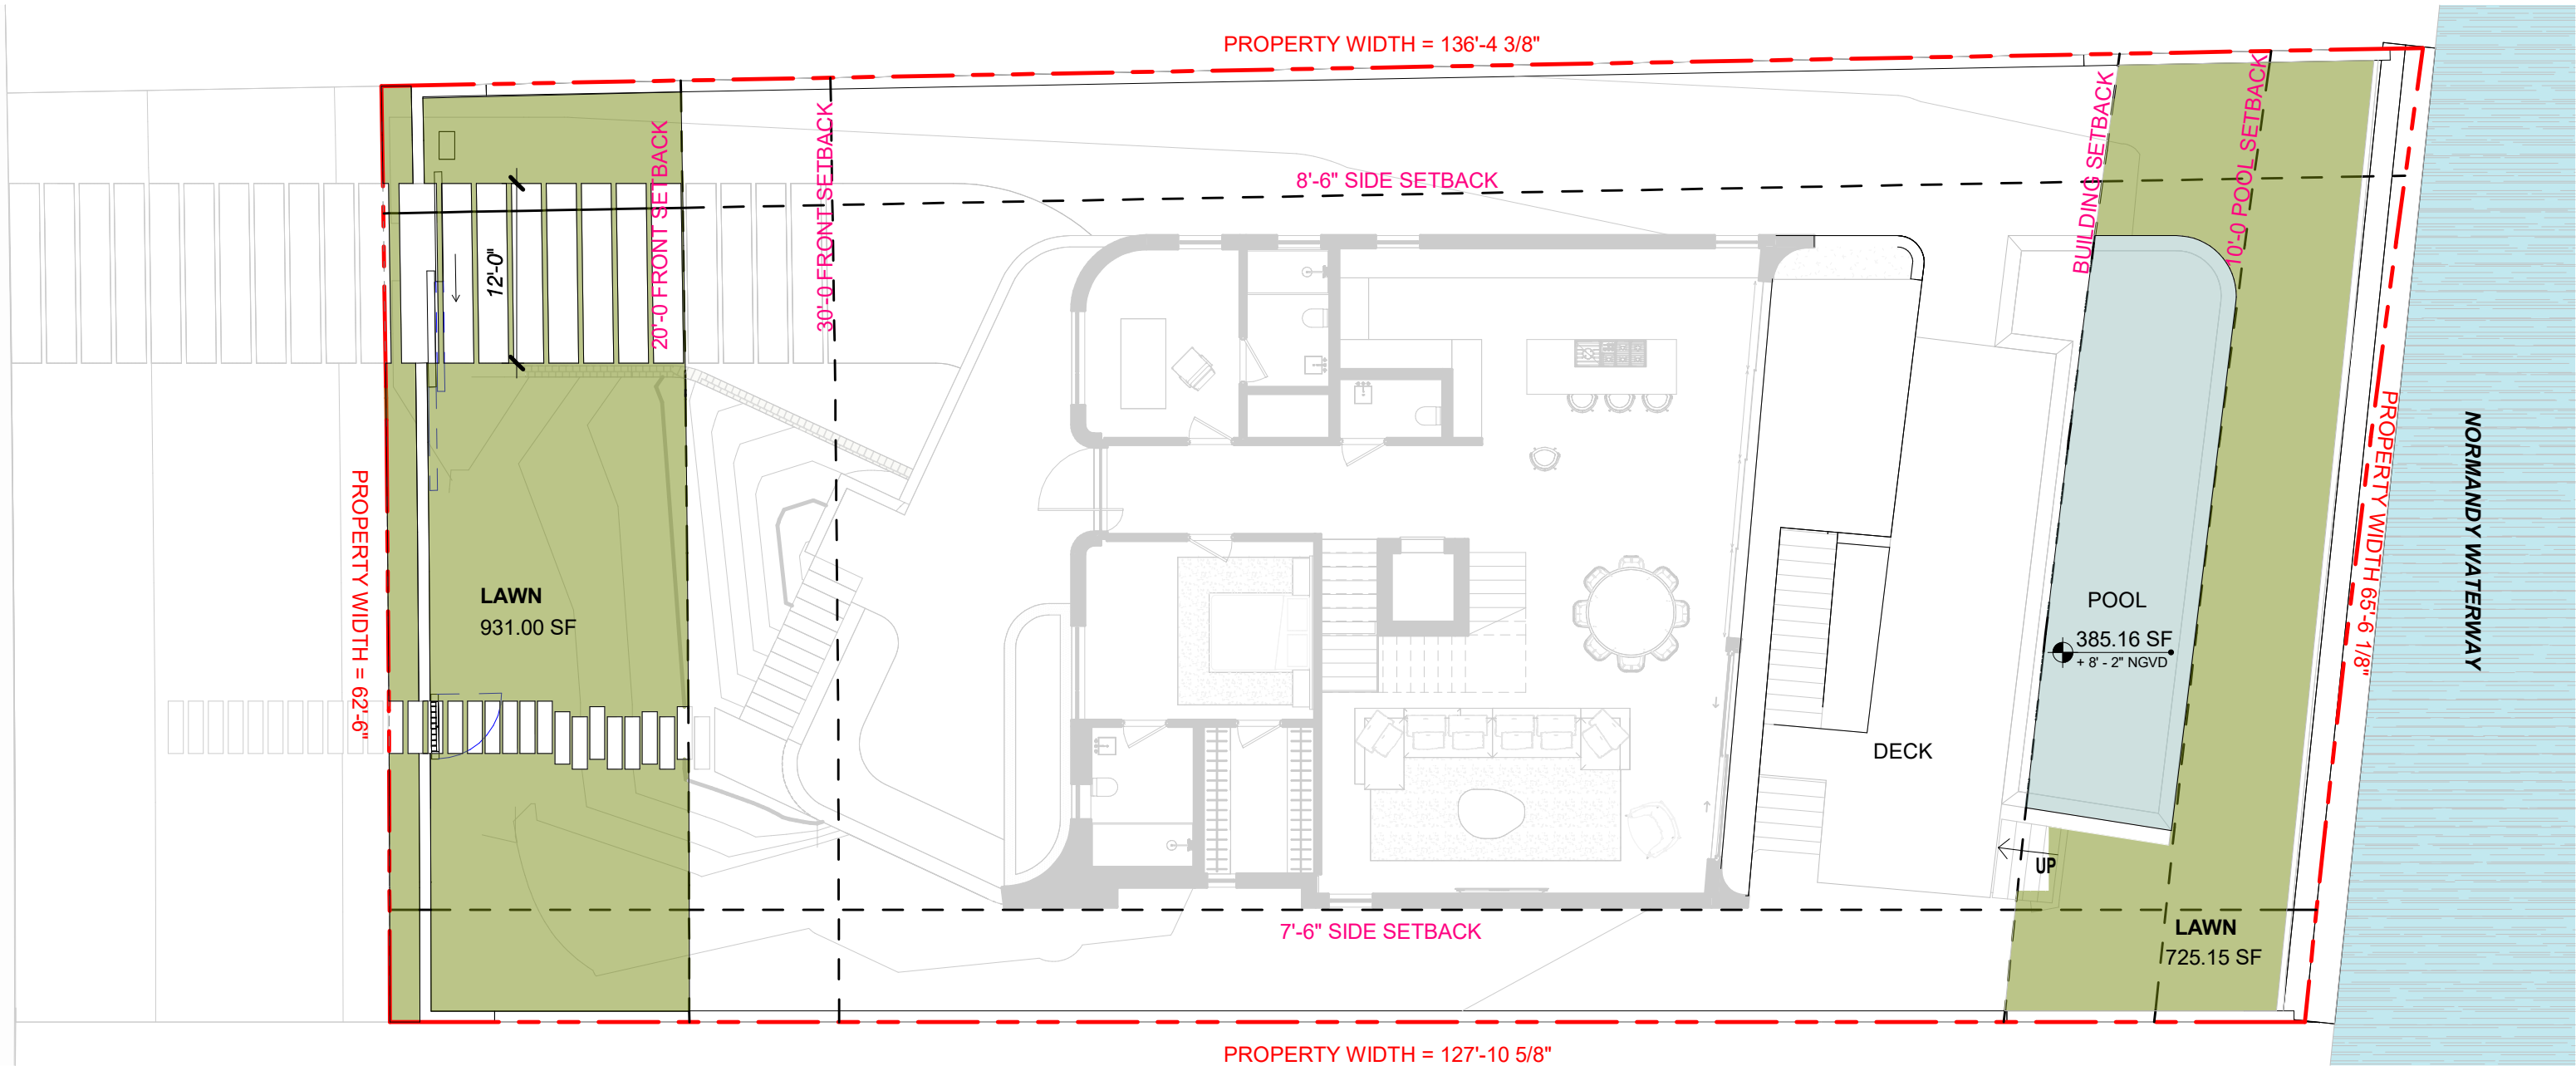 PROPERTY WIDTH = 136'-4 3/8"
20'-0 FRONT SETBACK
30'-0 FRONT SETBACK
8'-6" SIDE SETBACK
BUILDING SETBACK
10'-0 POOL SETBACK
12'-0"
PROPERTY WIDTH = 62'-6"
LAWN
931.00 SF
POOL
385.16 SF
+ 8' - 2" NGVD
PROPERTY WIDTH 65'-6 1/8"
NORMANDY WATERWAY
DECK
UP
7'-6" SIDE SETBACK
LAWN
725.15 SF
PROPERTY WIDTH = 127'-10 5/8"